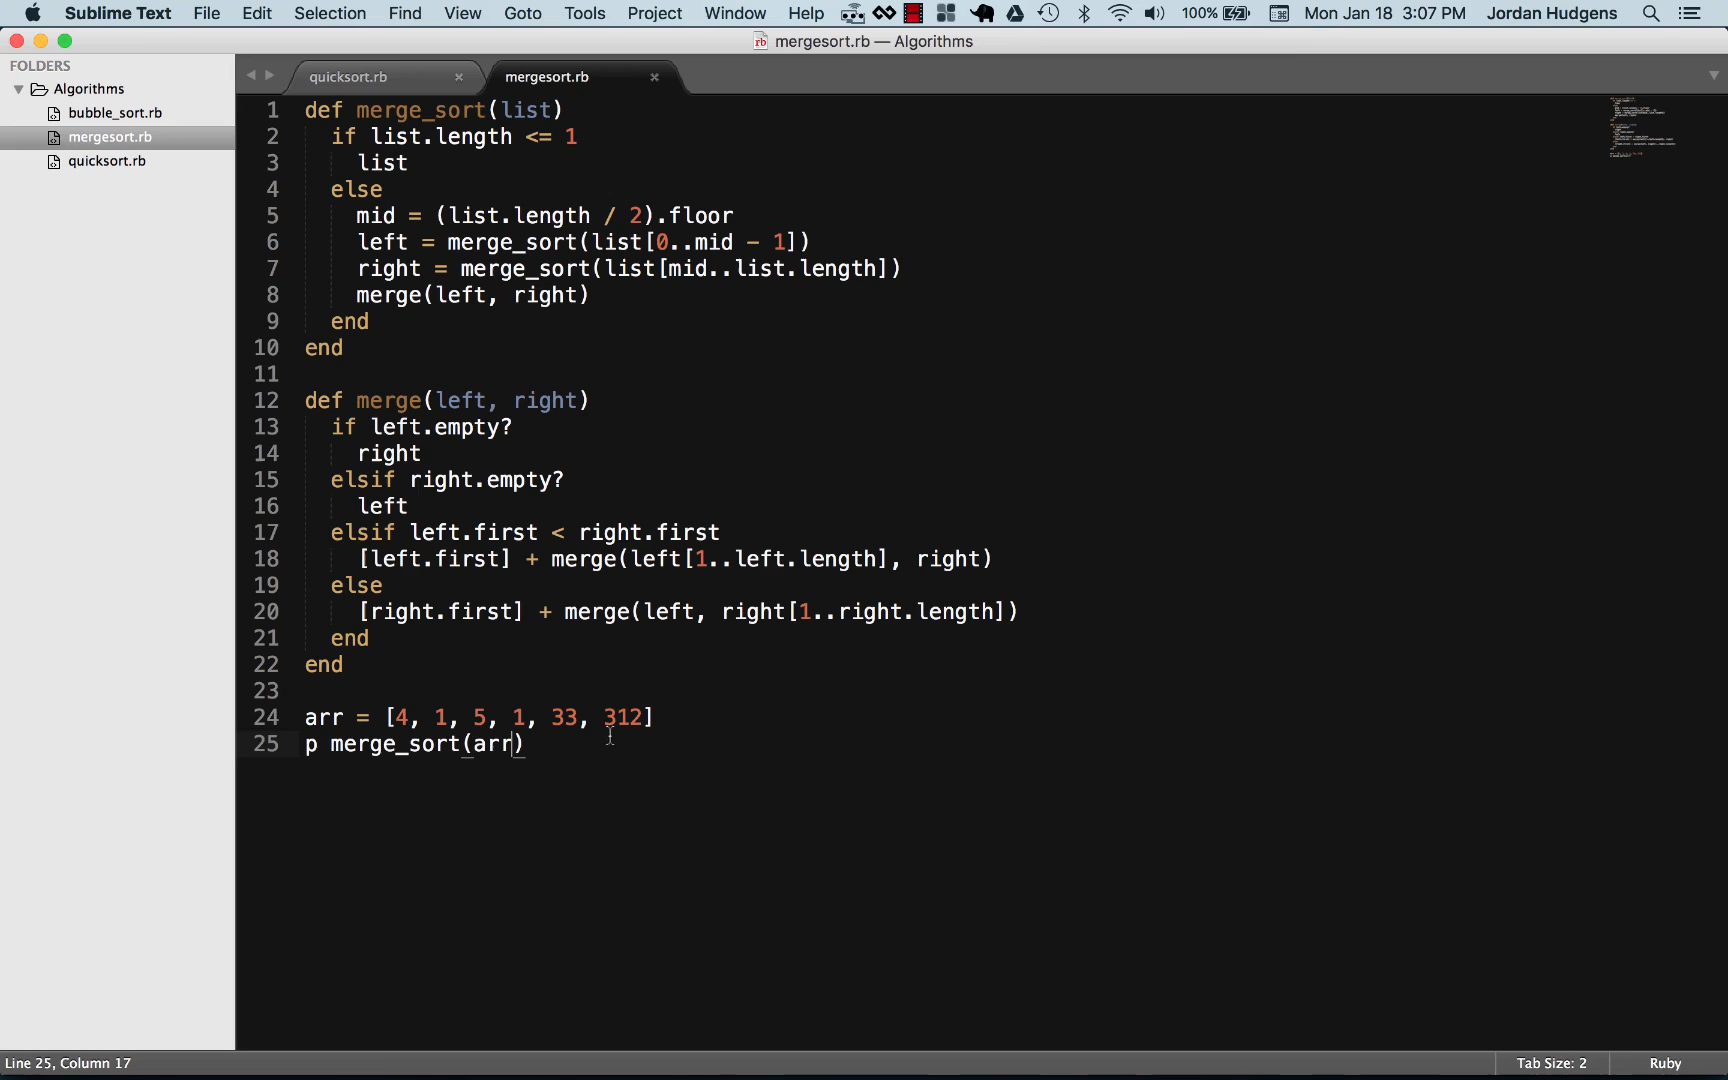 Sublime Text File Edit Selection Find View Goto Tools Project Window Help 100% Mon Jan 18 3:07 PM Jordan Hudgens
mergesort.rb — Algorithms
FOLDERS
Algorithms
bubble_sort.rb
mergesort.rb
quicksort.rb
quicksort.rb × mergesort.rb ×
1 def merge_sort(list)
2 if list.length <= 1
3 list
4 else
5 mid = (list.length / 2).floor
6 left = merge_sort(list[0..mid - 1])
7 right = merge_sort(list[mid..list.length])
8 merge(left, right)
9 end
10 end
11
12 def merge(left, right)
13 if left.empty?
14 right
15 elsif right.empty?
16 left
17 elsif left.first < right.first
18 [left.first] + merge(left[1..left.length], right)
19 else
20 [right.first] + merge(left, right[1..right.length])
21 end
22 end
23
24 arr = [4, 1, 5, 1, 33, 312]
25 p merge_sort(arr)
Line 25, Column 17 Tab Size: 2 Ruby